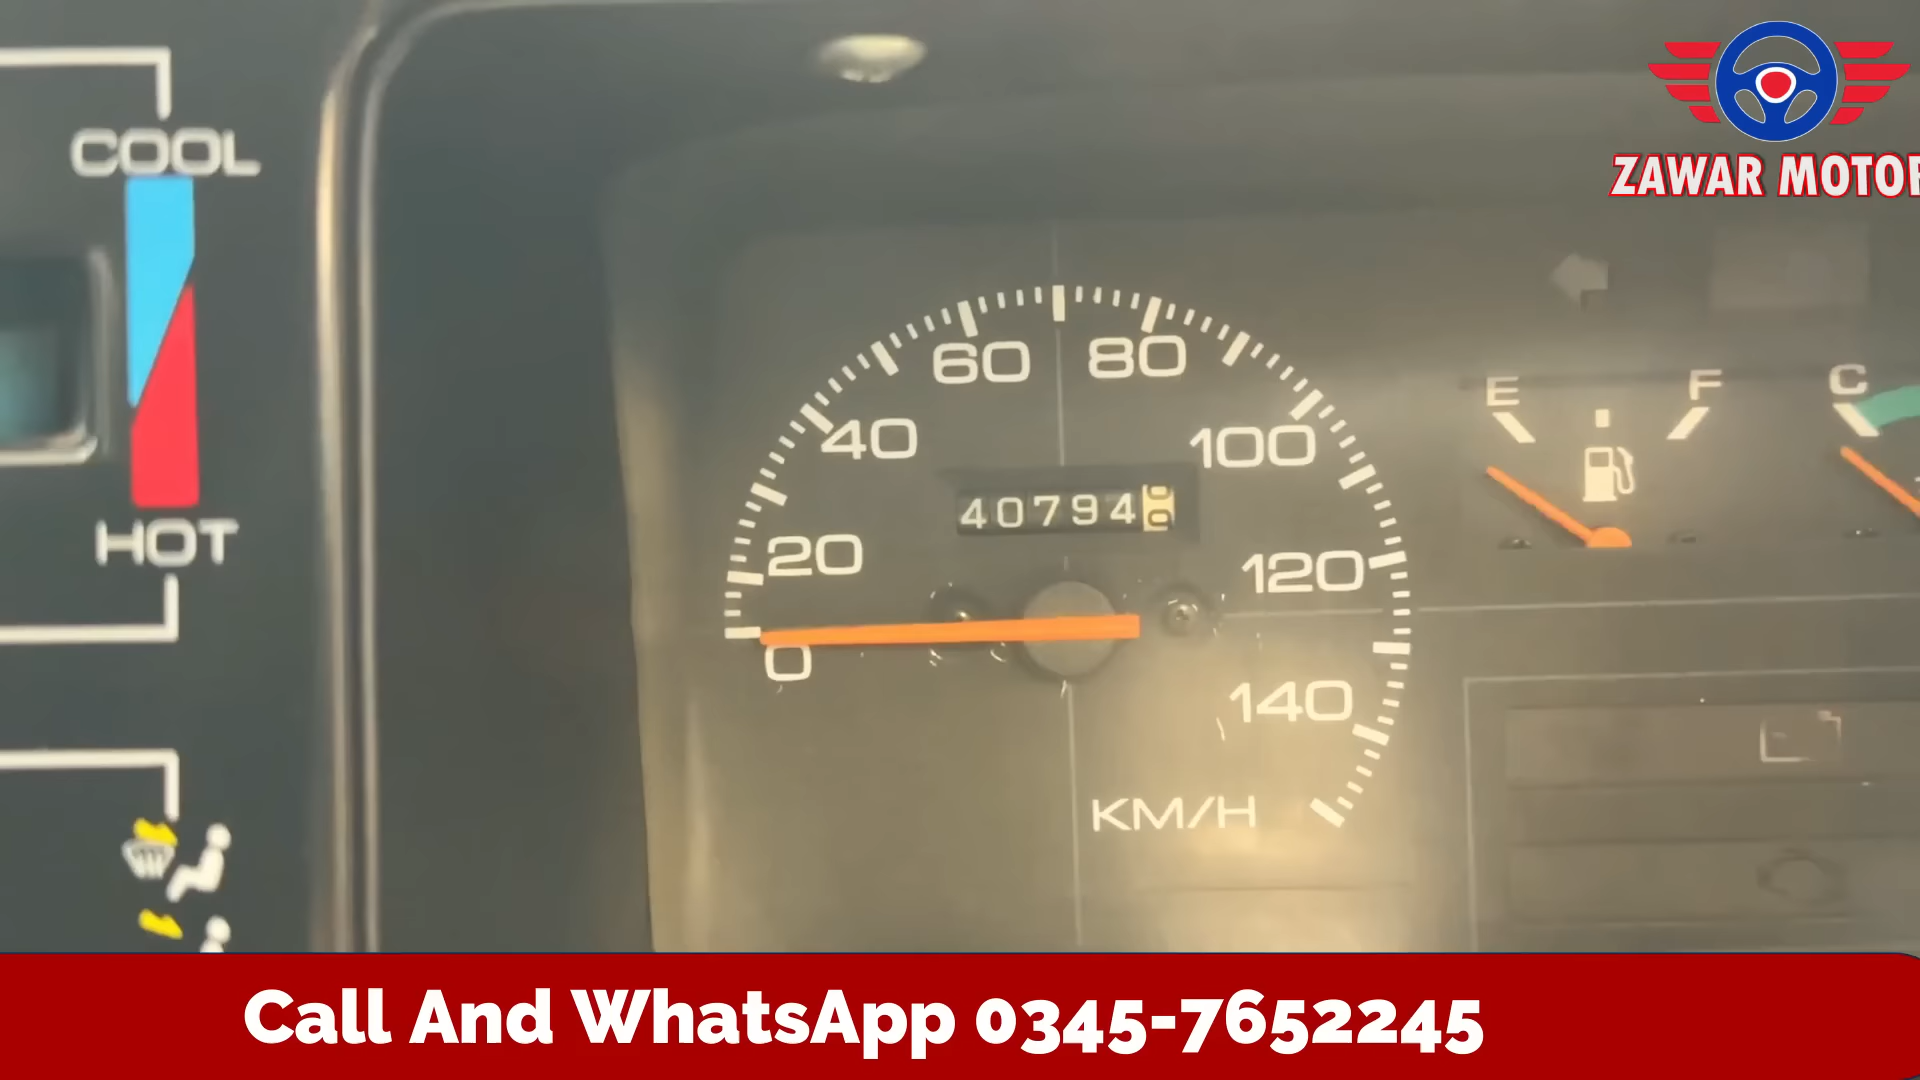 COOL
HOT
ZAWAR MOTOR
60
80
40
100
40794
20
120
0
140
KM/H
E
F
C
Call And WhatsApp 0345-7652245